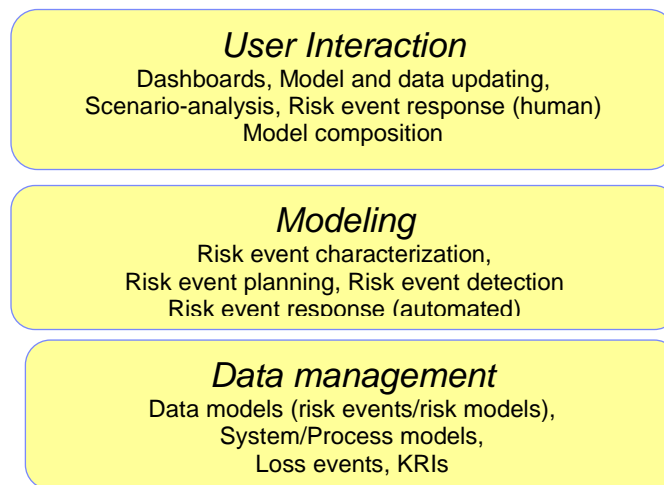 User Interaction
Dashboards, Model and data updating,
Scenario-analysis, Risk event response (human)
Model composition
Modeling
Risk event characterization,
Risk event planning, Risk event detection
Risk event response (automated)
Data management
Data models (risk events/risk models),
System/Process models,
Loss events, KRIs